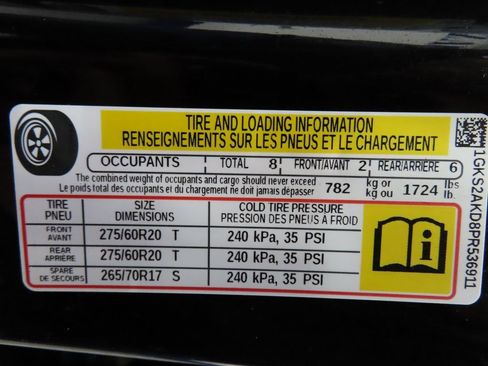 TIRE AND LOADING INFORMATION
RENSEIGNEMENTS SUR LES PNEUS ET LE CHARGEMENT
OCCUPANTS TOTAL 8 FRONT/AVANT 2 REAR/ARRIÈRE 6
The combined weight of occupants and cargo should never exceed
Le poids total des occupants et du chargement ne doit jamais dépasser
782 kg or kg ou 1724 lbs lb.
TIRE PNEU SIZE DIMENSIONS COLD TIRE PRESSURE PRESSION DES PNEUS A FROID
FRONT AVANT 275/60R20 T 240 kPa, 35 PSI
REAR ARRIÈRE 275/60R20 T 240 kPa, 35 PSI
SPARE DE SECOURS 265/70R17 S 240 kPa, 35 PSI
1GKS2AKD8PR536911